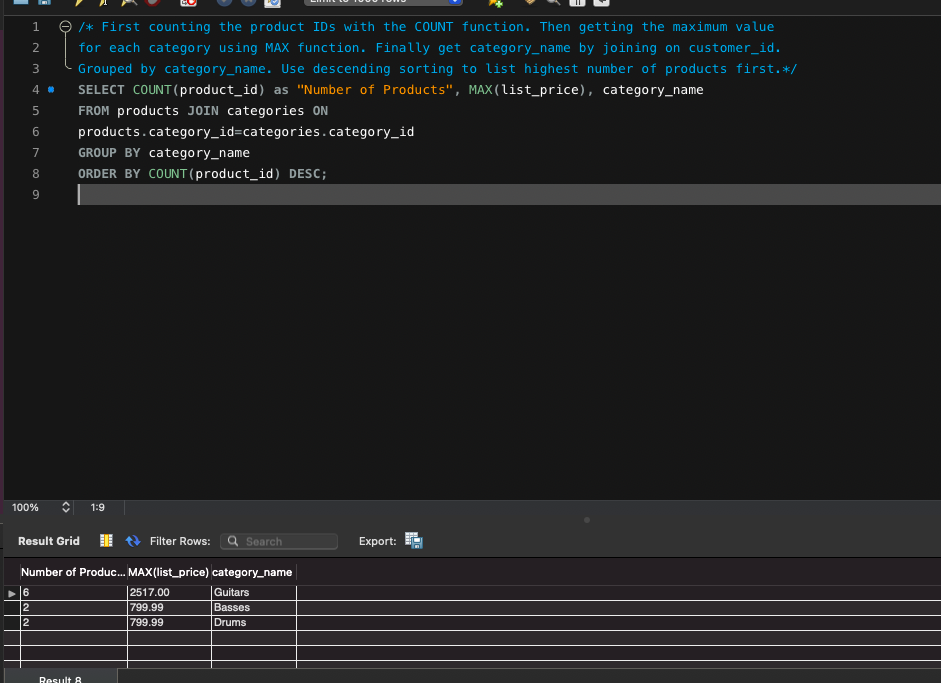 1 /* First counting the product IDs with the COUNT function. Then getting the maximum value
2 for each category using MAX function. Finally get category_name by joining on customer_id.
3 Grouped by category_name. Use descending sorting to list highest number of products first.*/
4 SELECT COUNT(product_id) as "Number of Products", MAX(list_price), category_name
5 FROM products JOIN categories ON
6 products.category_id=categories.category_id
7 GROUP BY category_name
8 ORDER BY COUNT(product_id) DESC;
9
100% 1:9
Result Grid Filter Rows: Search Export:
Number of Produc... MAX(list_price) category_name
6 2517.00 Guitars
2 799.99 Basses
2 799.99 Drums
Result 8